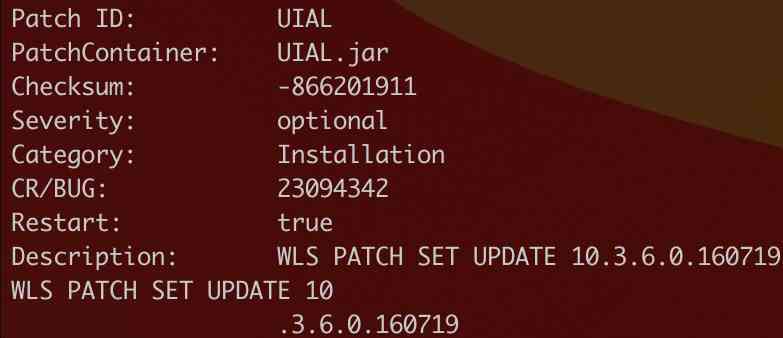 Patch ID: UIAL
PatchContainer: UIAL.jar
Checksum: -866201911
Severity: optional
Category: Installation
CR/BUG: 23094342
Restart: true
Description: WLS PATCH SET UPDATE 10.3.6.0.160719
WLS PATCH SET UPDATE 10
.3.6.0.160719